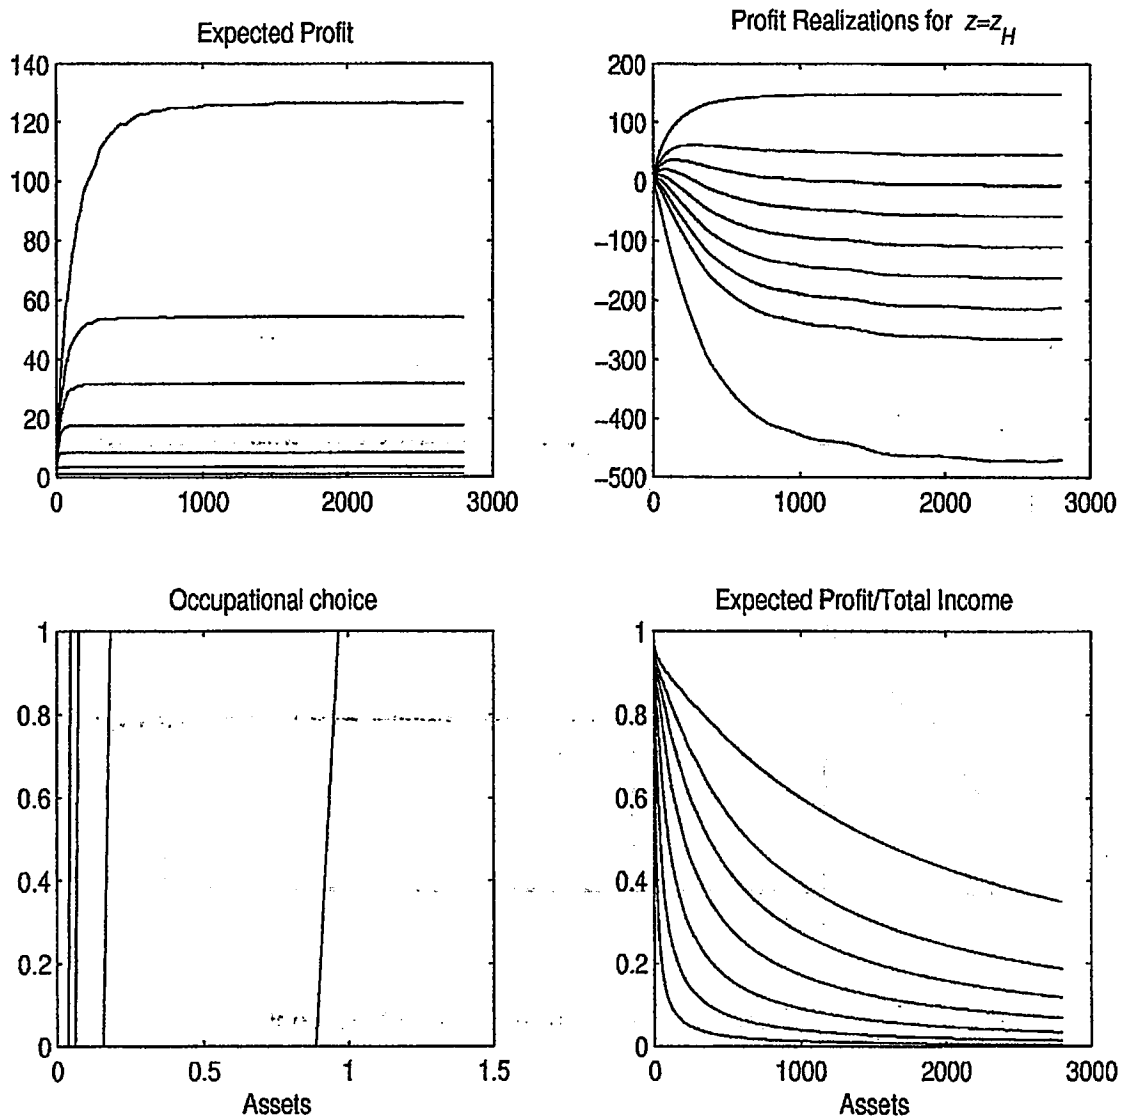 Expected Profit
140
120
100
80
60
40
20
0
0 1000 2000 3000
Profit Realizations for z=z_H
200
100
0
−100
−200
−300
−400
−500
0 1000 2000 3000
Occupational choice
1
0.8
0.6
0.4
0.2
0
0 0.5 1 1.5
Assets
Expected Profit/Total Income
1
0.8
0.6
0.4
0.2
0
0 1000 2000 3000
Assets